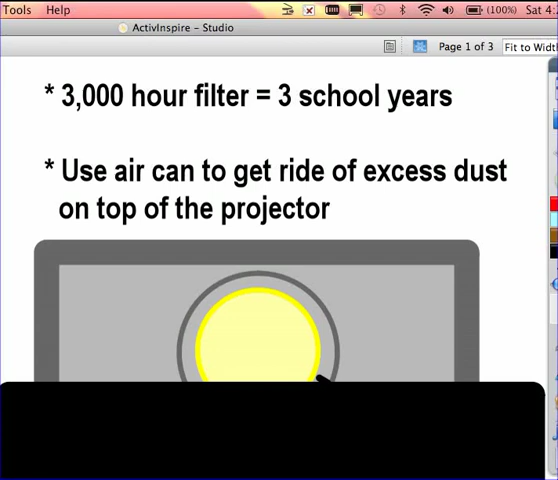 Tools Help (100%) Sat 4:
ActivInspire - Studio
Page 1 of 3 Fit to Widt
* 3,000 hour filter = 3 school years
* Use air can to get ride of excess dust
on top of the projector